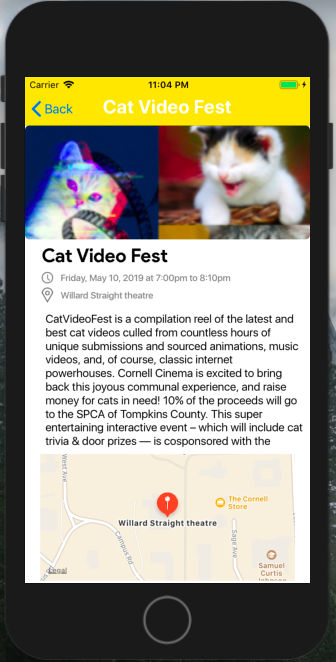 Carrier 11:04 PM
Back Cat Video Fest
Cat Video Fest
Friday, May 10, 2019 at 7:00pm to 8:10pm
Willard Straight theatre
CatVideoFest is a compilation reel of the latest and
best cat videos culled from countless hours of
unique submissions and sourced animations, music
videos, and, of course, classic internet
powerhouses. Cornell Cinema is excited to bring
back this joyous communal experience, and raise
money for cats in need! 10% of the proceeds will go
to the SPCA of Tompkins County. This super
entertaining interactive event – which will include cat
trivia & door prizes –– is cosponsored with the
West Ave
The Cornell
Store
Willard Straight theatre
Campus Rd
Sage Ave
Legal
Samuel
Curtis